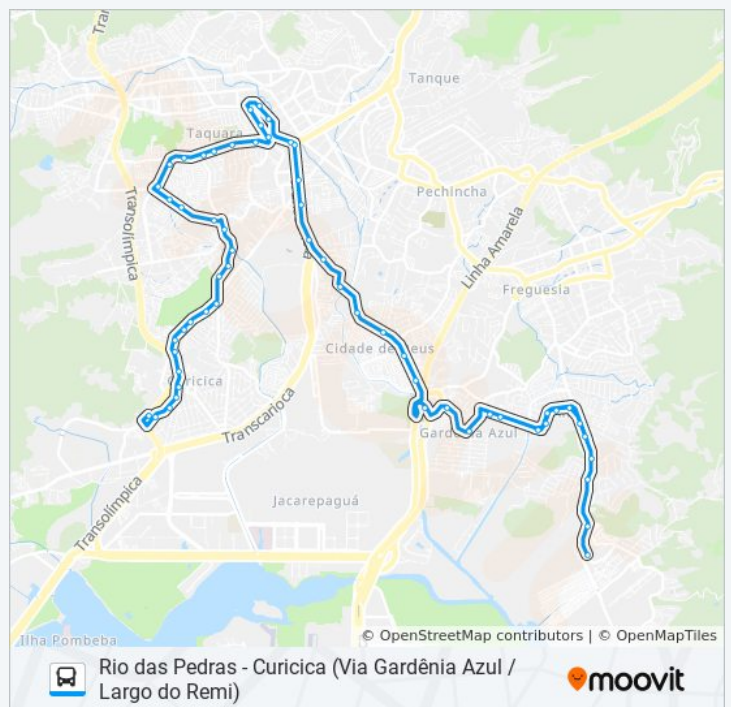 Tran
Tanque
Taquara
Pechincha
Transolímpica
Linha Amarela
Freguesia
Cidade de Deus
Curicica
Transcarioca
Gardênia Azul
Jacarepaguá
Transolímpica
Ilha Pombeba
© OpenStreetMap contributors | © OpenMapTiles
Rio das Pedras - Curicica (Via Gardênia Azul /
Largo do Remi)
moovit